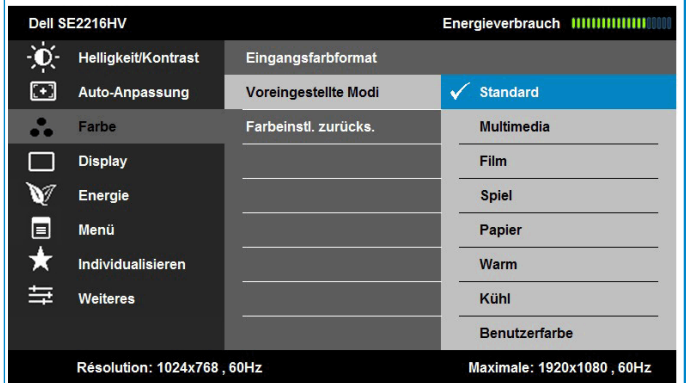 Dell SE2216HV Energieverbrauch
Helligkeit/Kontrast Eingangsfarbformat
Auto-Anpassung Voreingestellte Modi Standard
Farbe Farbeinstl. zurücks. Multimedia
Display Film
Energie Spiel
Menü Papier
Individualisieren Warm
Weiteres Kühl
Benutzerfarbe
Résolution: 1024x768 , 60Hz Maximale: 1920x1080 , 60Hz